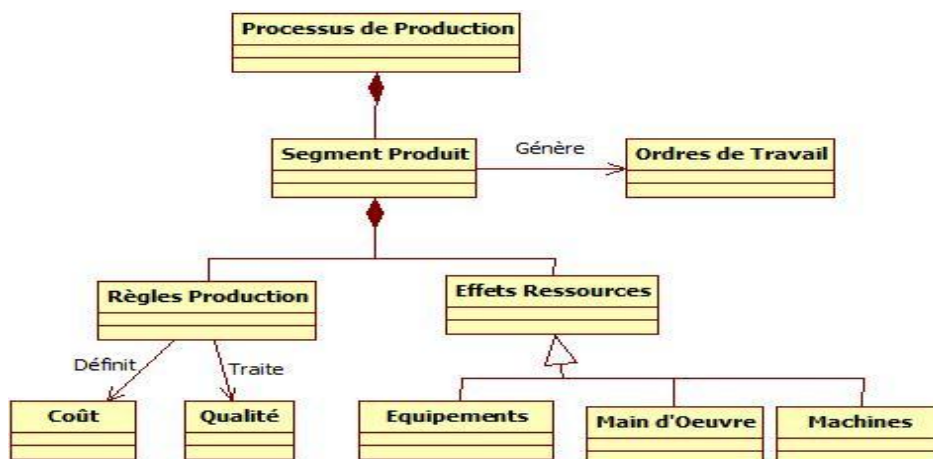 Processus de Production
Segment Produit
Génère
Ordres de Travail
Règles Production
Effets Ressources
Définit
Traite
Coût
Qualité
Equipements
Main d'Oeuvre
Machines